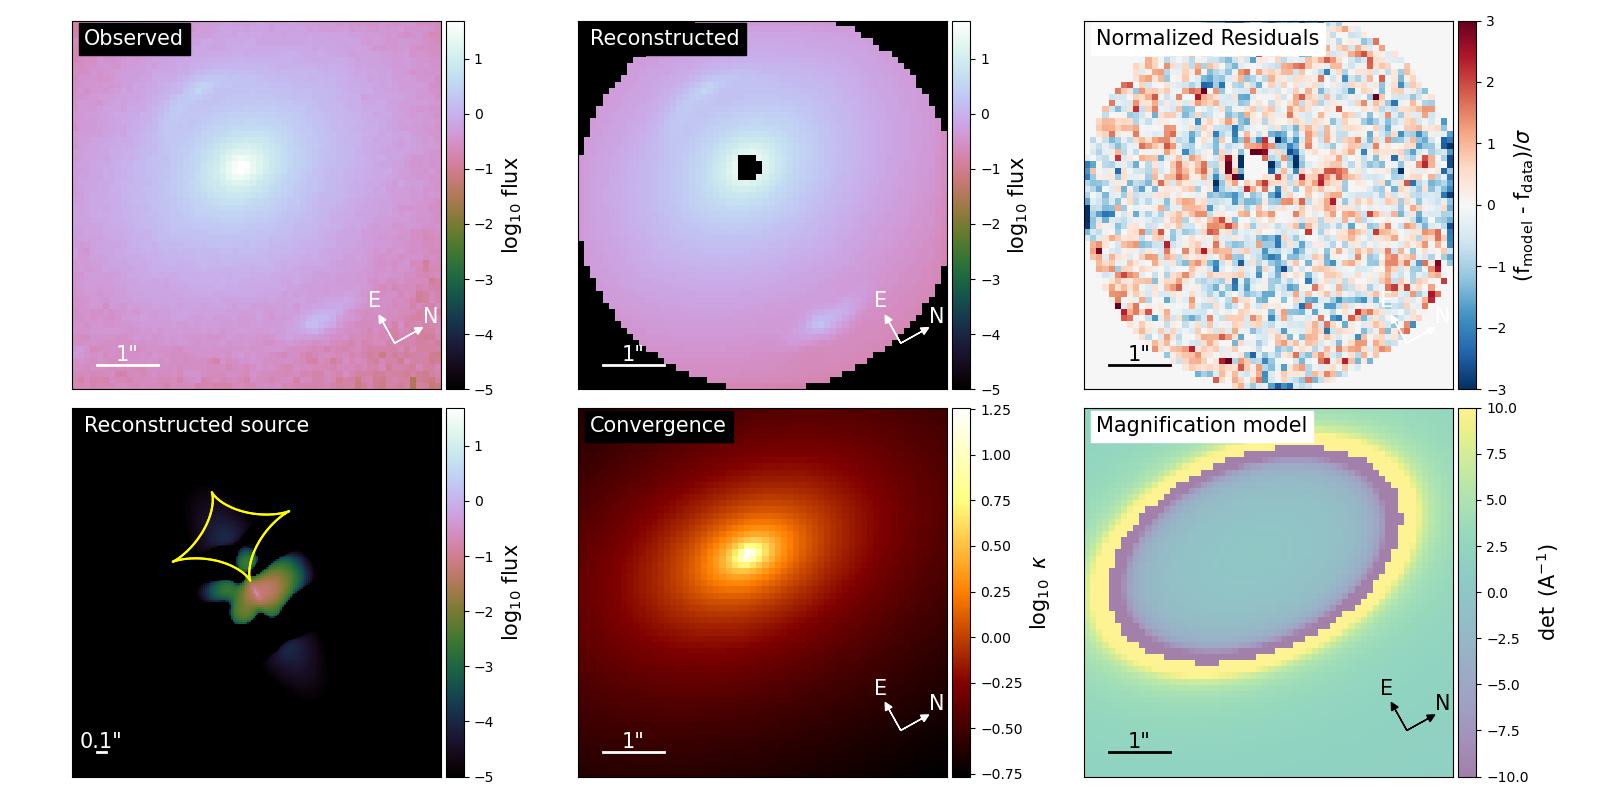 Observed
E
N
1"
1
0
−1
−2
−3
−4
−5
log₁₀ flux
Reconstructed
E
N
1"
1
0
−1
−2
−3
−4
−5
log₁₀ flux
Normalized Residuals
E
N
1"
3
2
1
0
−1
−2
−3
(f_model - f_data)/σ
Reconstructed source
0.1"
1
0
−1
−2
−3
−4
−5
log₁₀ flux
Convergence
E
N
1"
1.25
1.00
0.75
0.50
0.25
0.00
−0.25
−0.50
−0.75
log₁₀ κ
Magnification model
E
N
1"
10.0
7.5
5.0
2.5
0.0
−2.5
−5.0
−7.5
−10.0
det (A⁻¹)